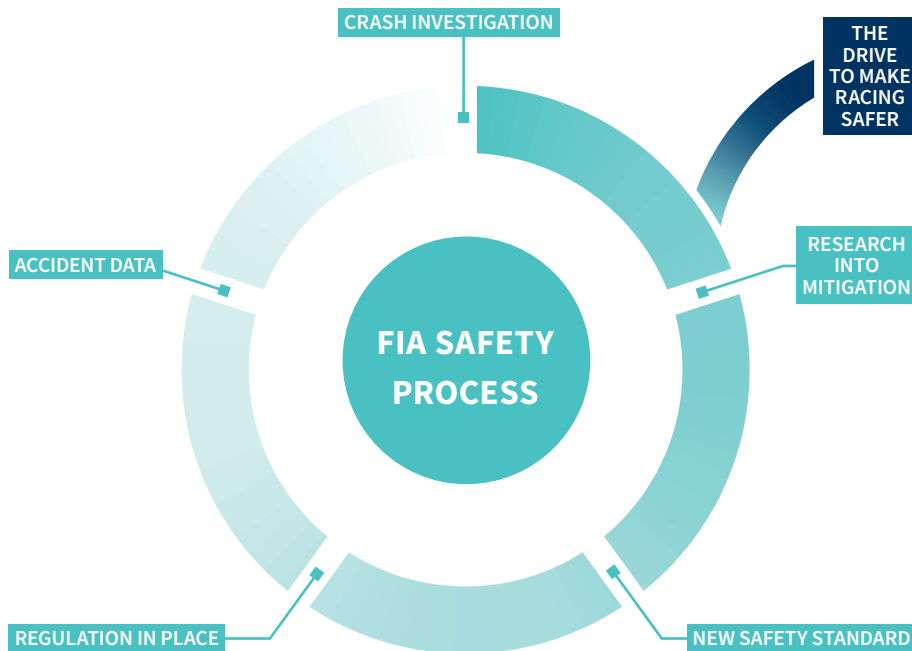 CRASH INVESTIGATION
THE
DRIVE
TO MAKE
RACING
SAFER
RESEARCH
INTO
MITIGATION
ACCIDENT DATA
FIA SAFETY
PROCESS
REGULATION IN PLACE
NEW SAFETY STANDARD